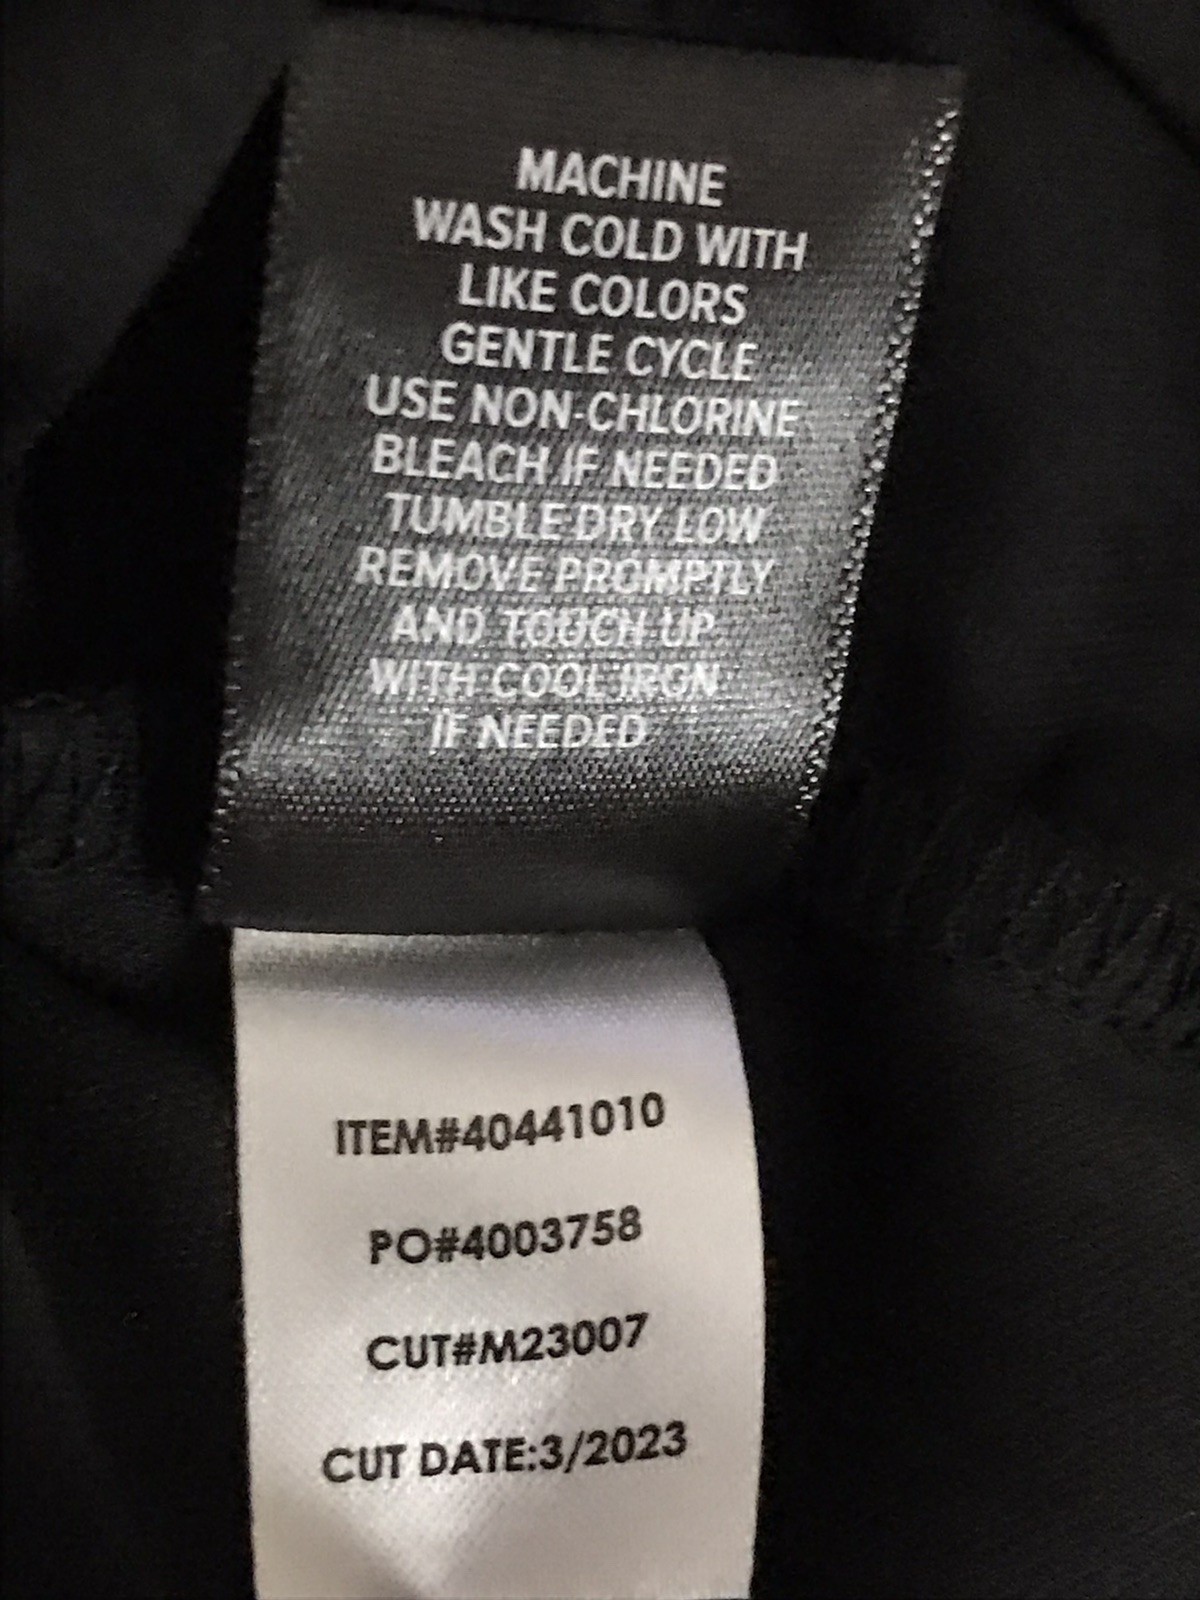 MACHINE
WASH COLD WITH
LIKE COLORS
GENTLE CYCLE
USE NON-CHLORINE
BLEACH IF NEEDED
TUMBLE DRY LOW
REMOVE PROMPTLY
AND TOUCH UP
WITH COOL IRON
IF NEEDED
ITEM#40441010
PO#4003758
CUT#M23007
CUT DATE:3/2023